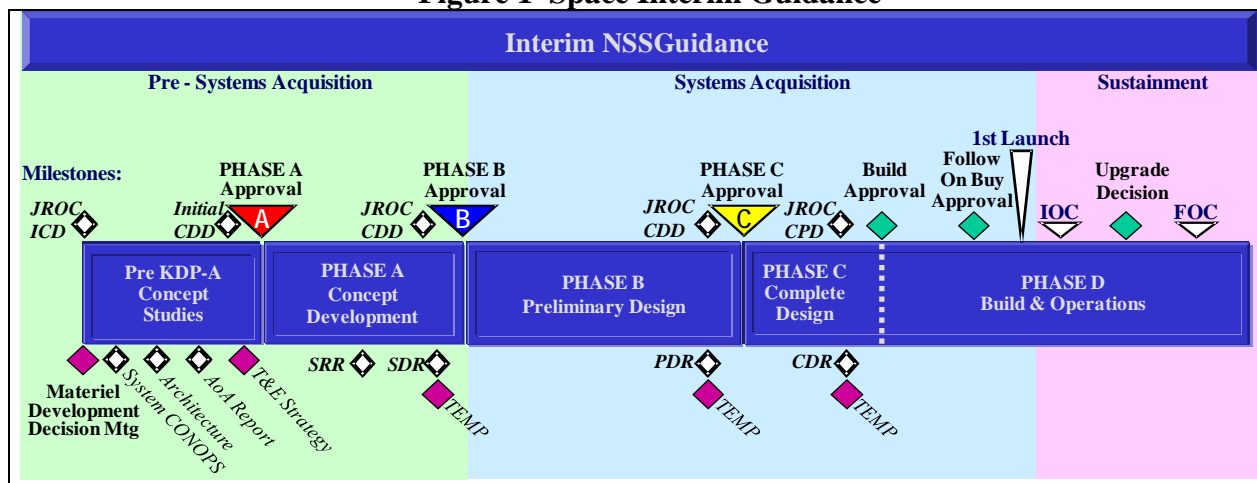 Figure 1 Space Interim Guidance
Interim NSSGuidance
Pre - Systems Acquisition
Systems Acquisition
Sustainment
Milestones:
JROC
ICD
Initial
CDD
PHASE A
Approval
A
JROC
CDD
PHASE B
Approval
B
JROC
CDD
PHASE C
Approval
C
JROC
CPD
Build
Approval
Follow
On Buy
Approval
1st Launch
IOC
Upgrade
Decision
FOC
Pre KDP-A
Concept
Studies
PHASE A
Concept
Development
PHASE B
Preliminary Design
PHASE C
Complete
Design
PHASE D
Build & Operations
Materiel
Development
Decision Mtg
System CONOPS
Architecture
AoA Report
T&E Strategy
SRR
SDR
TEMP
PDR
TEMP
CDR
TEMP